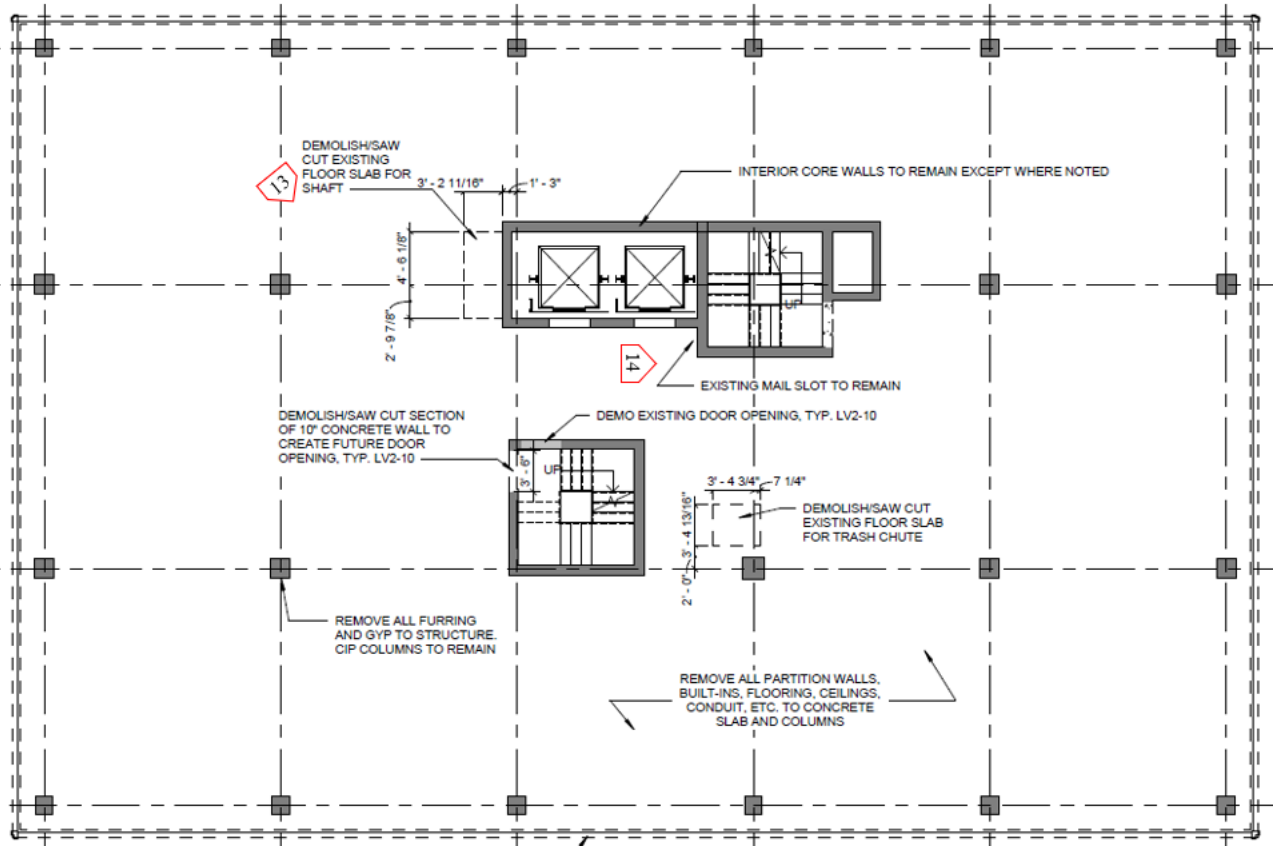 DEMOLISH/SAW
CUT EXISTING
FLOOR SLAB FOR
SHAFT
13
3' - 2 11/16"
1' - 3"
INTERIOR CORE WALLS TO REMAIN EXCEPT WHERE NOTED
4' - 6 1/8"
2' - 9 7/8"
UP
14
EXISTING MAIL SLOT TO REMAIN
DEMOLISH/SAW CUT SECTION
OF 10" CONCRETE WALL TO
CREATE FUTURE DOOR
OPENING, TYP. LV2-10
DEMO EXISTING DOOR OPENING, TYP. LV2-10
3' - 6"
UP
3' - 4 3/4"
7 1/4"
3' - 4 13/16"
2' - 0"
DEMOLISH/SAW CUT
EXISTING FLOOR SLAB
FOR TRASH CHUTE
REMOVE ALL FURRING
AND GYP TO STRUCTURE.
CIP COLUMNS TO REMAIN
REMOVE ALL PARTITION WALLS,
BUILT-INS, FLOORING, CEILINGS,
CONDUIT, ETC. TO CONCRETE
SLAB AND COLUMNS